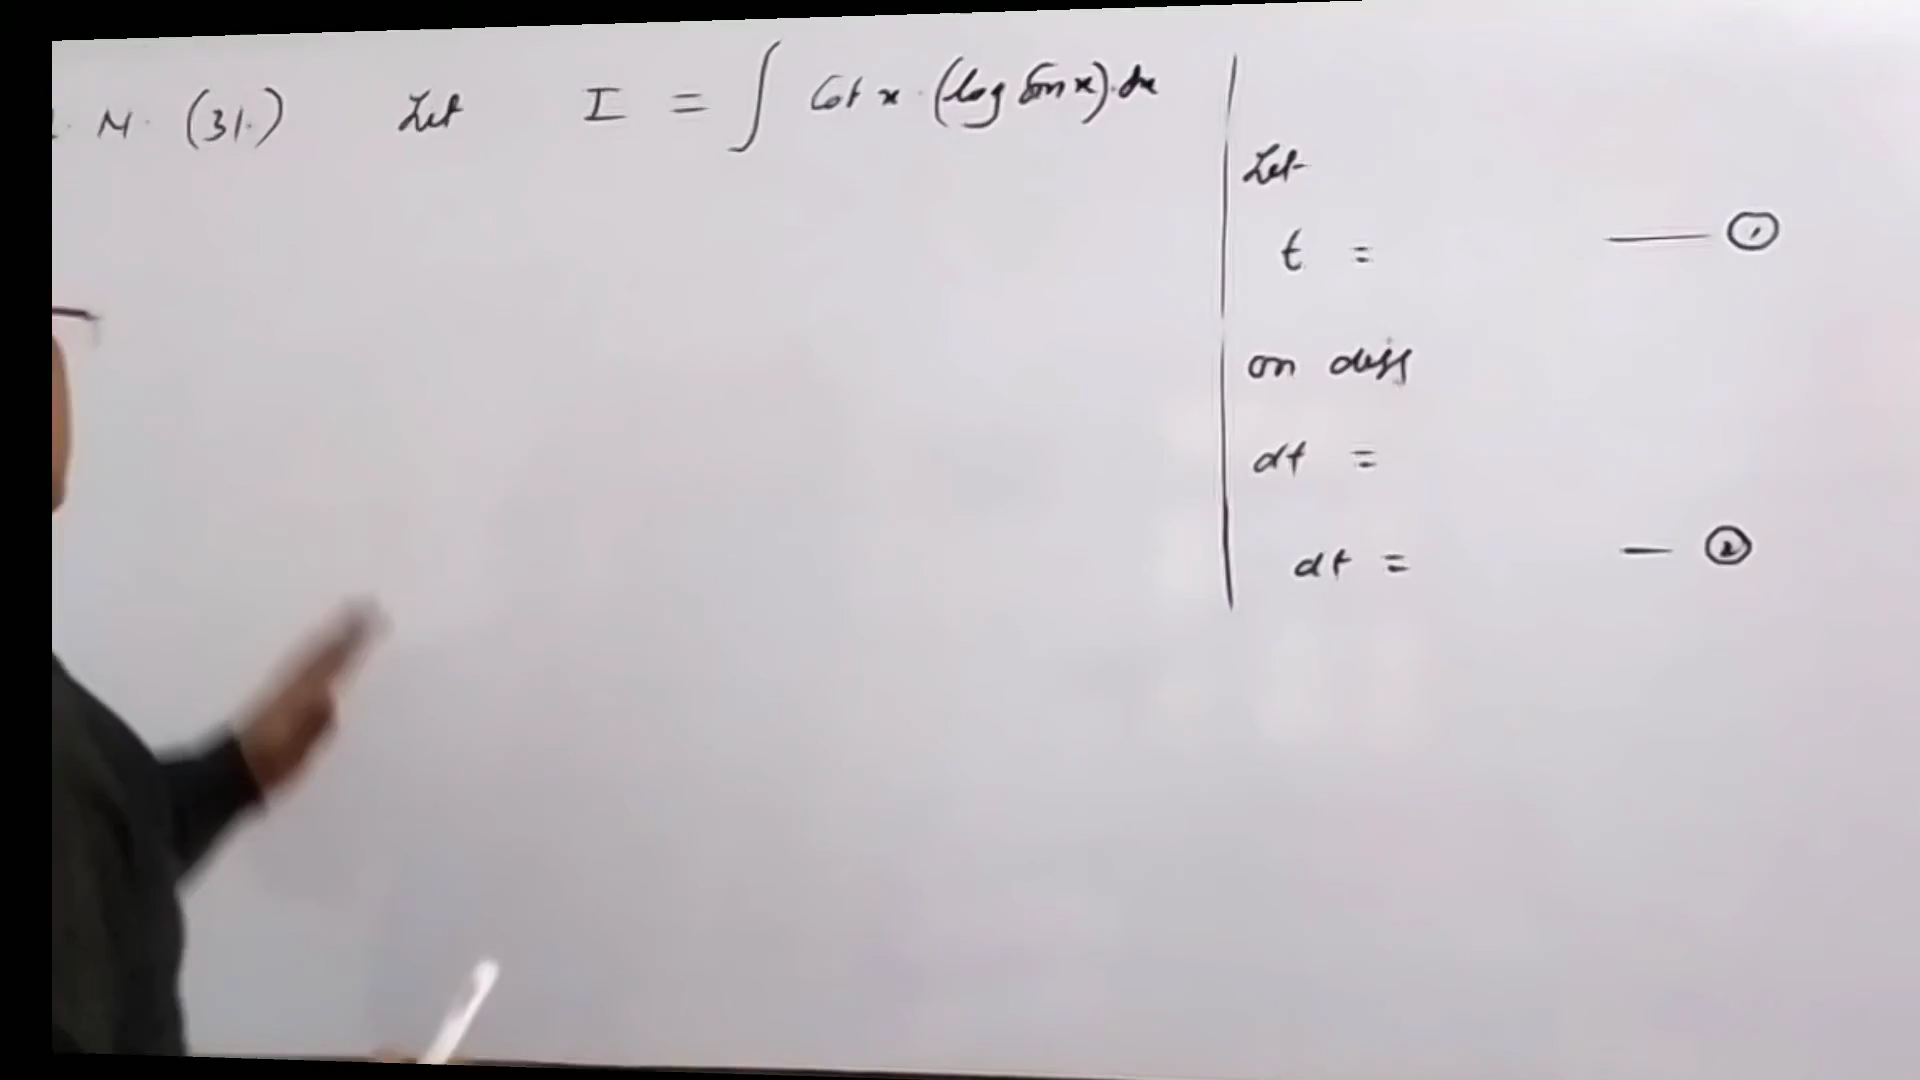 . N. (31.) Let I = ∫ Cot x . (log Sin x) . dx
Let
t = —— ①
on diff
dt =
dt = — ②